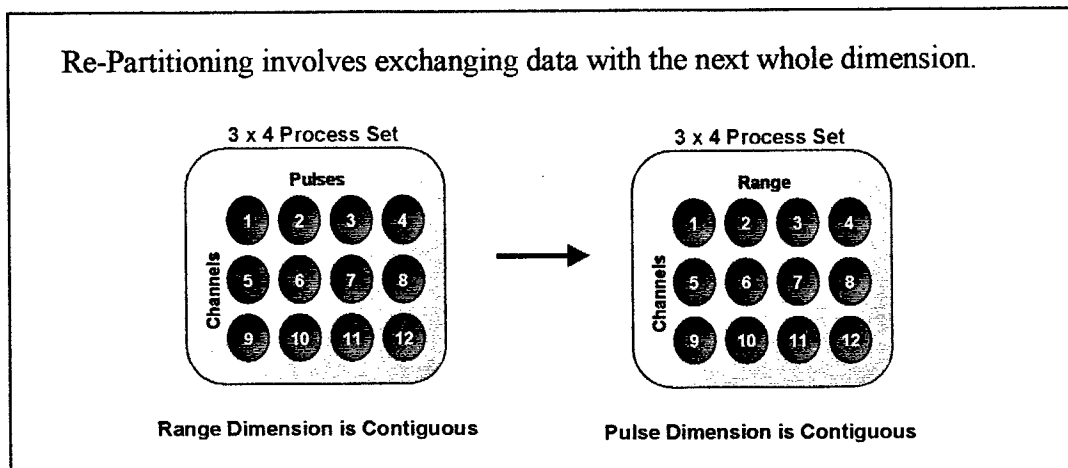 Re-Partitioning involves exchanging data with the next whole dimension.
3 x 4 Process Set
Pulses
Channels
1 2 3 4
5 6 7 8
9 10 11 12
Range Dimension is Contiguous
3 x 4 Process Set
Range
Channels
1 2 3 4
5 6 7 8
9 10 11 12
Pulse Dimension is Contiguous